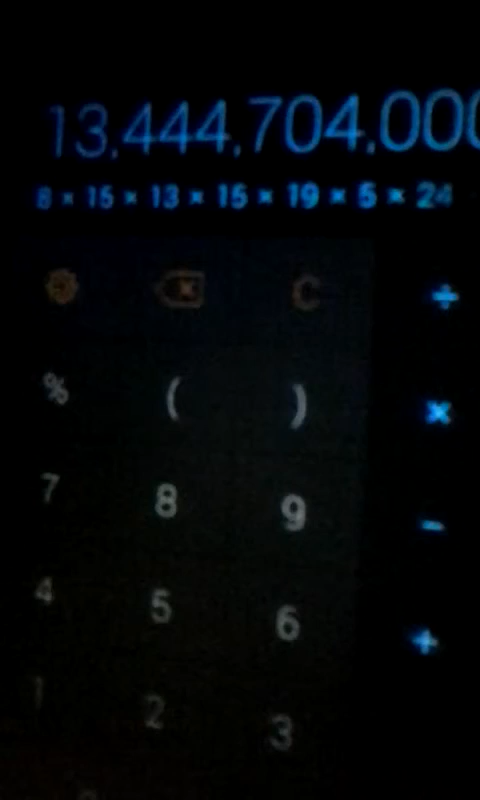 13,444,704,000
8 × 15 × 13 × 15 × 19 × 5 × 24
C ÷
% ( ) ×
7 8 9 -
4 5 6 +
1 2 3